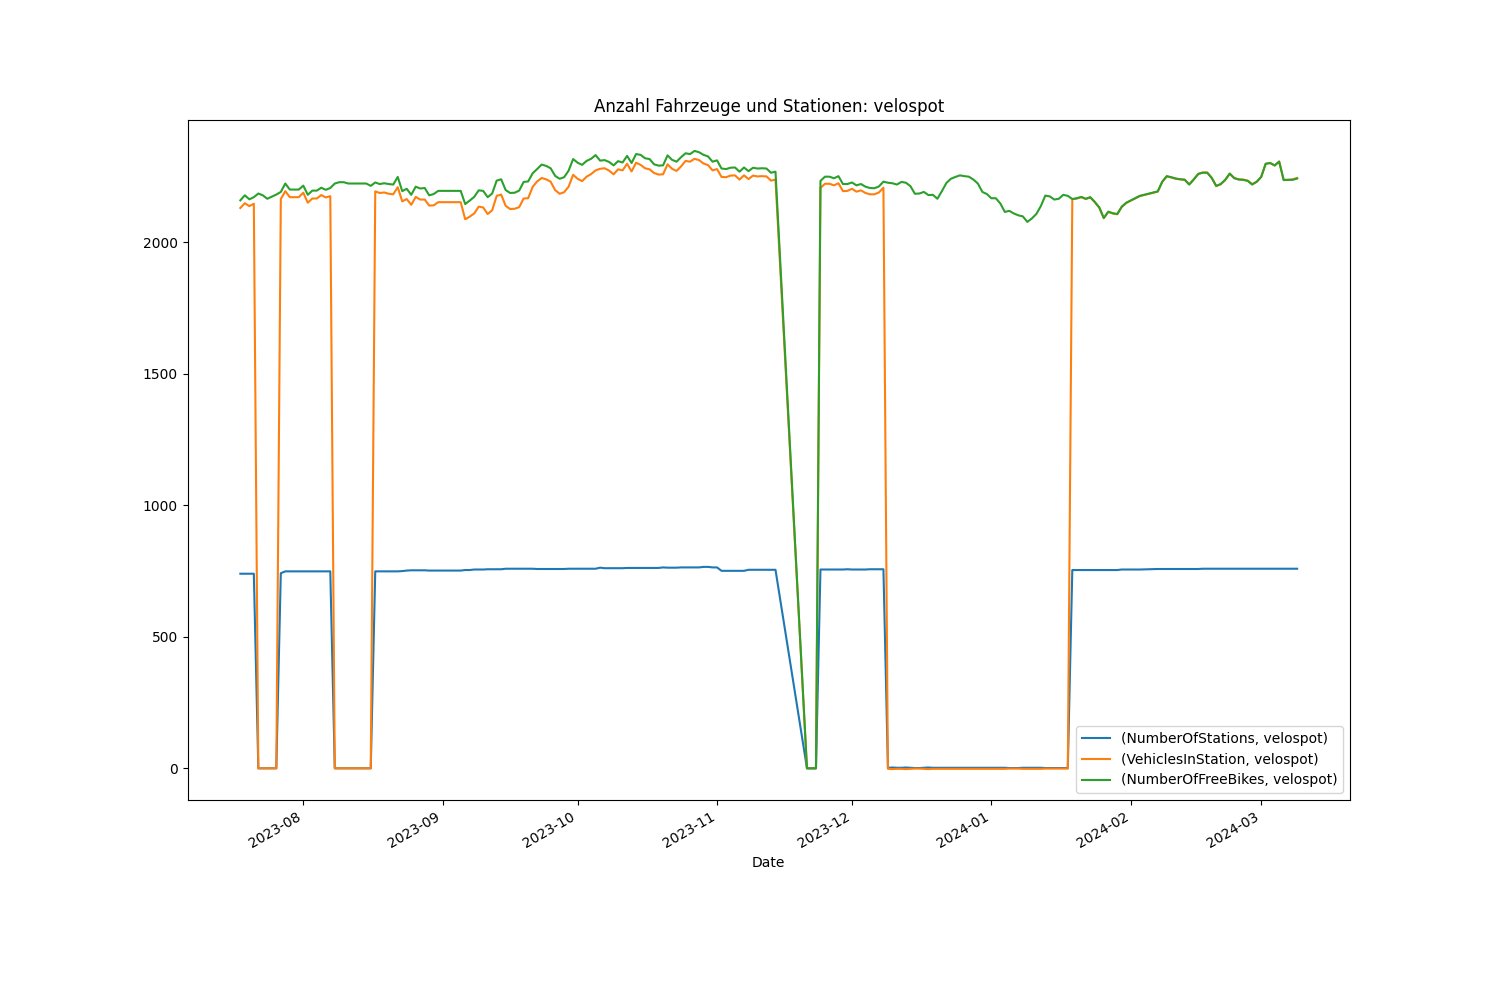 Anzahl Fahrzeuge und Stationen: velospot
2000
1500
1000
500
0
(NumberOfStations, velospot)
(VehiclesInStation, velospot)
(NumberOfFreeBikes, velospot)
2023-08
2023-09
2023-10
2023-11
2023-12
2024-01
2024-02
2024-03
Date